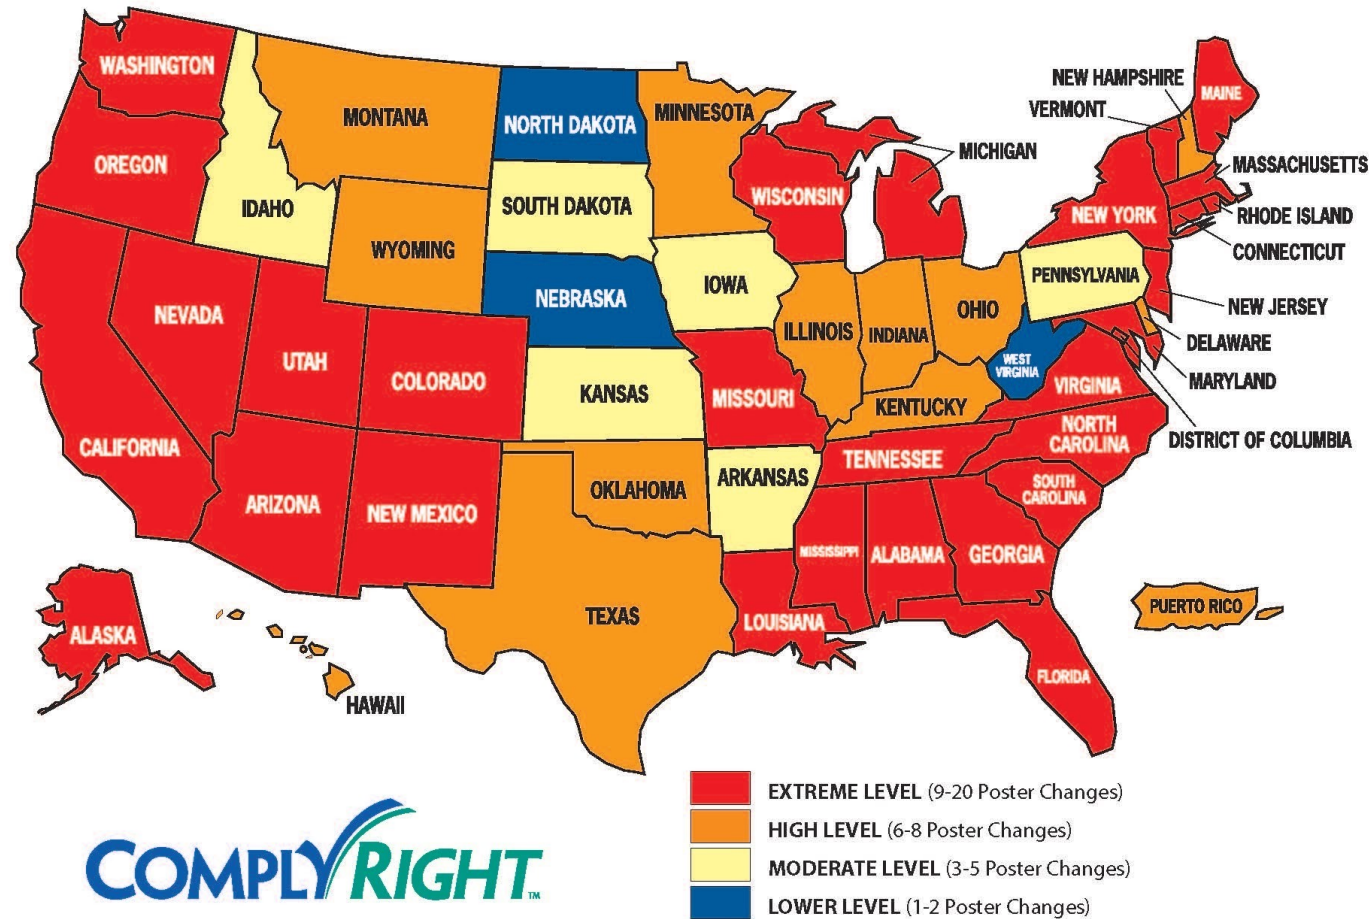 WASHINGTON
OREGON
IDAHO
MONTANA
WYOMING
NORTH DAKOTA
SOUTH DAKOTA
NEBRASKA
KANSAS
MINNESOTA
IOWA
WISCONSIN
MICHIGAN
NEW HAMPSHIRE
VERMONT
MAINE
MASSACHUSETTS
RHODE ISLAND
CONNECTICUT
NEW YORK
PENNSYLVANIA
NEW JERSEY
DELAWARE
MARYLAND
DISTRICT OF COLUMBIA
NEVADA
UTAH
COLORADO
CALIFORNIA
ARIZONA
NEW MEXICO
MISSOURI
ILLINOIS
INDIANA
OHIO
WEST
VIRGINIA
VIRGINIA
KENTUCKY
NORTH
CAROLINA
TENNESSEE
SOUTH
CAROLINA
OKLAHOMA
ARKANSAS
TEXAS
LOUISIANA
MISSISSIPPI
ALABAMA
GEORGIA
FLORIDA
ALASKA
HAWAII
PUERTO RICO
EXTREME LEVEL (9-20 Poster Changes)
HIGH LEVEL (6-8 Poster Changes)
MODERATE LEVEL (3-5 Poster Changes)
LOWER LEVEL (1-2 Poster Changes)
COMPLYRIGHT™